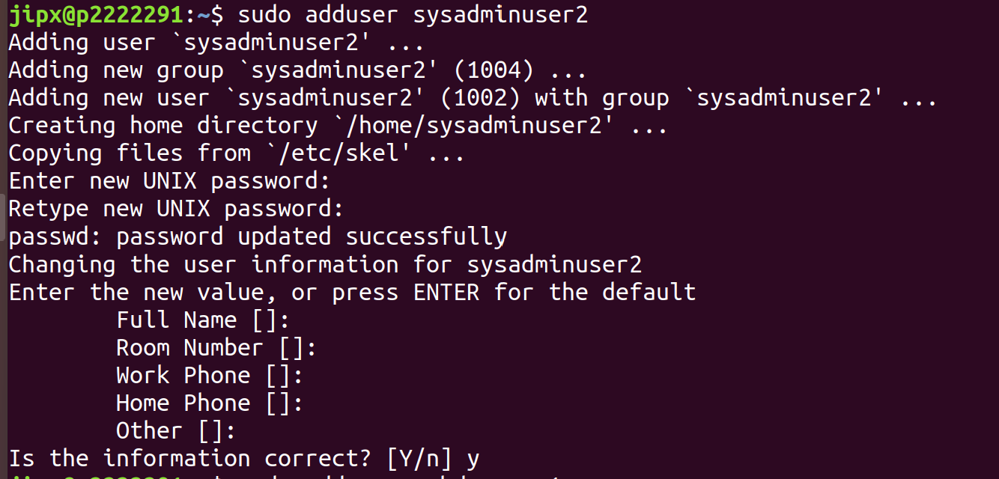 jipx@p2222291:~$ sudo adduser sysadminuser2
Adding user `sysadminuser2' ...
Adding new group `sysadminuser2' (1004) ...
Adding new user `sysadminuser2' (1002) with group `sysadminuser2' ...
Creating home directory `/home/sysadminuser2' ...
Copying files from `/etc/skel' ...
Enter new UNIX password:
Retype new UNIX password:
passwd: password updated successfully
Changing the user information for sysadminuser2
Enter the new value, or press ENTER for the default
Full Name []:
Room Number []:
Work Phone []:
Home Phone []:
Other []:
Is the information correct? [Y/n] y